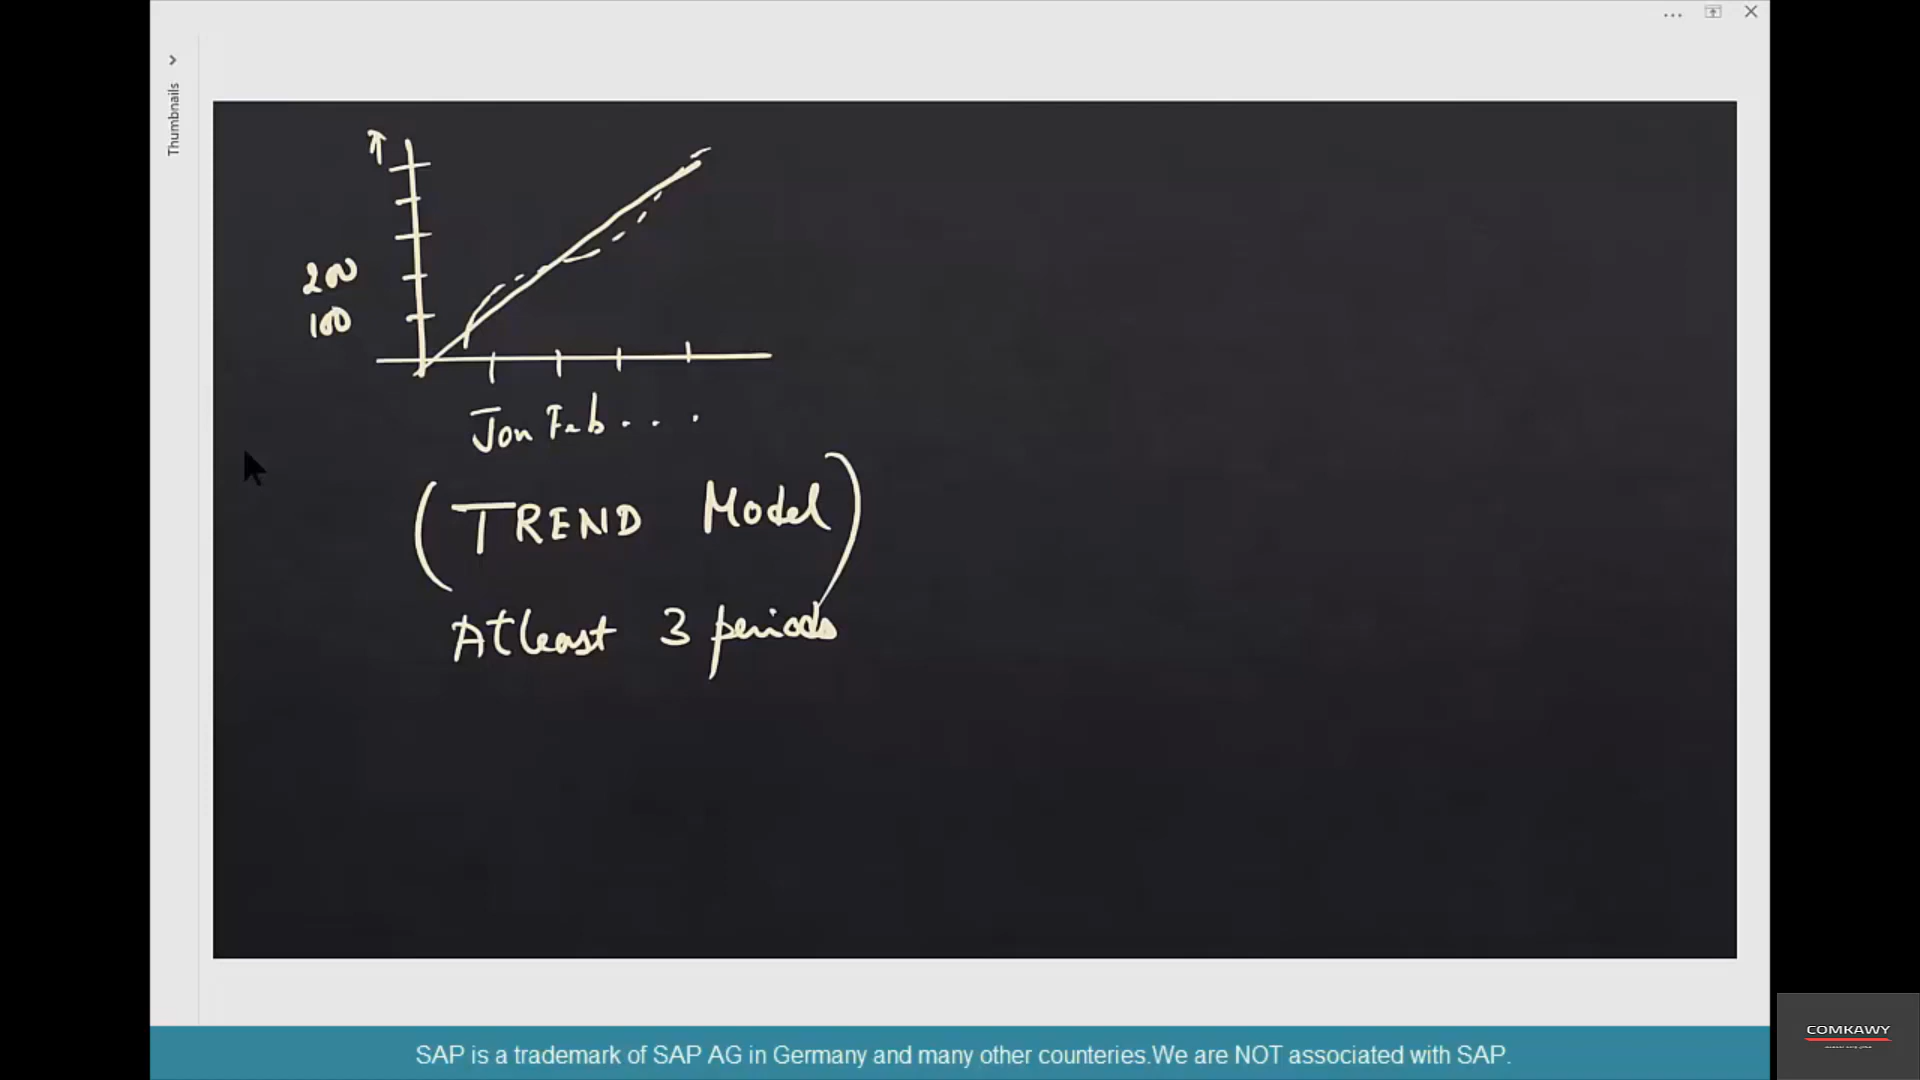 Thumbnails
200
100
Jan Feb . . .
(TREND Model)
Atleast 3 periods
SAP is a trademark of SAP AG in Germany and many other counteries.We are NOT associated with SAP.
COMKAWY